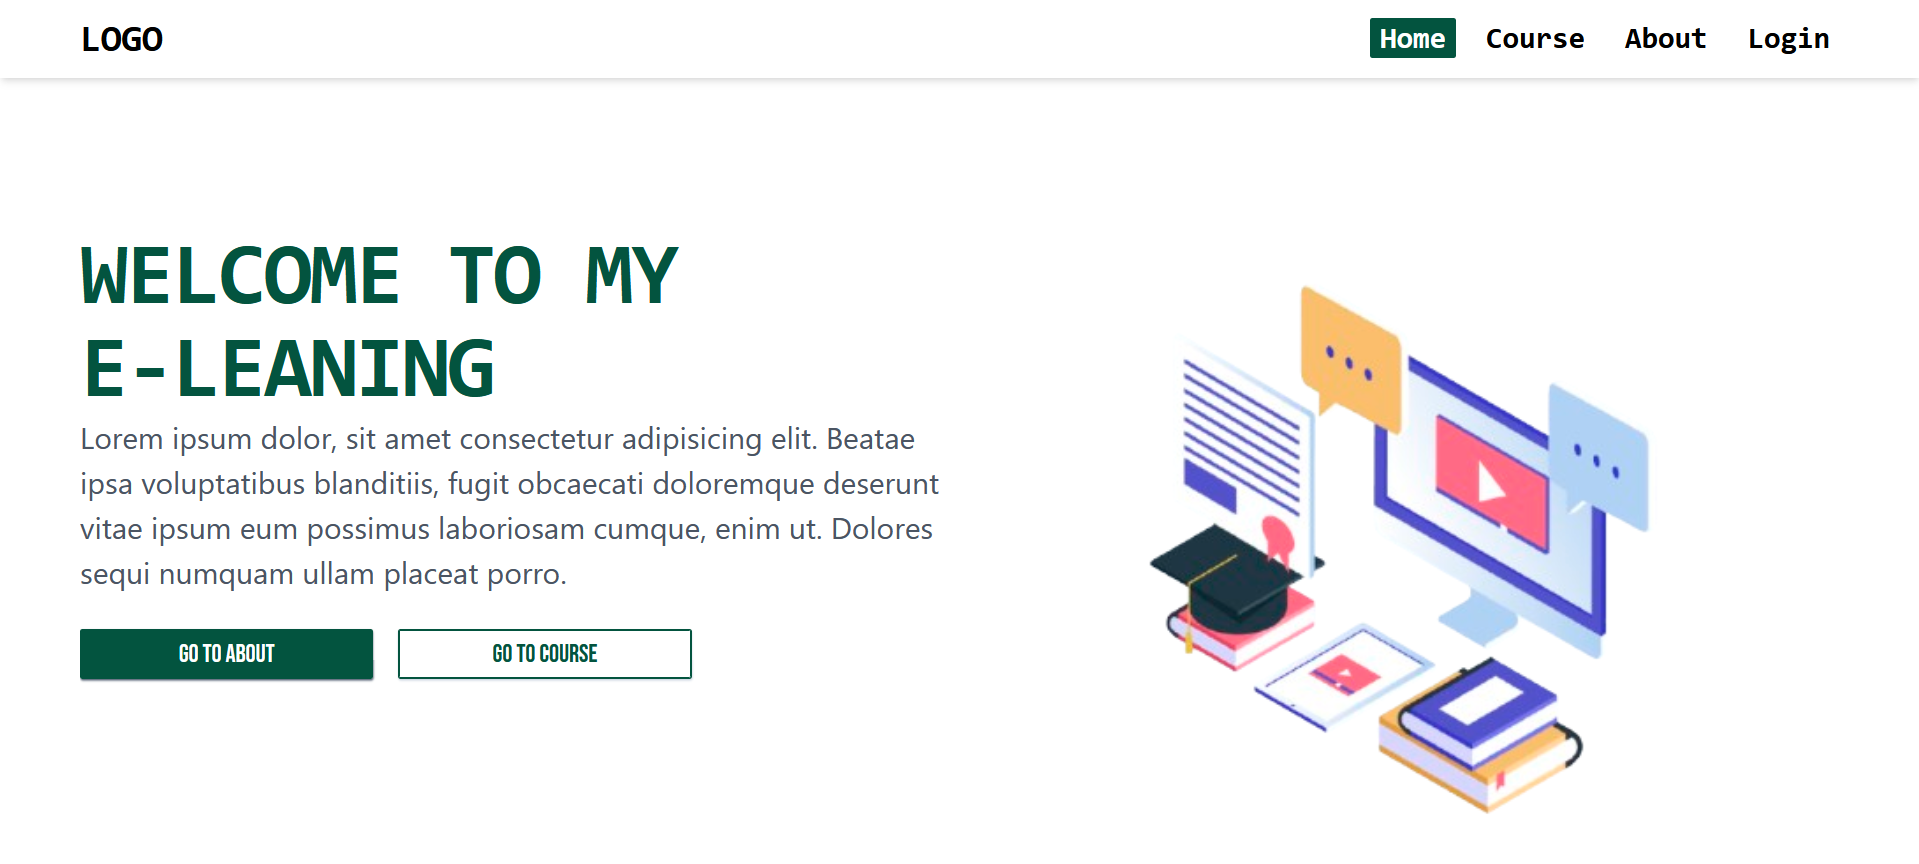 LOGO
Home Course About Login
WELCOME TO MY
E-LEANING
Lorem ipsum dolor, sit amet consectetur adipisicing elit. Beatae
ipsa voluptatibus blanditiis, fugit obcaecati doloremque deserunt
vitae ipsum eum possimus laboriosam cumque, enim ut. Dolores
sequi numquam ullam placeat porro.
GO TO ABOUT
GO TO COURSE